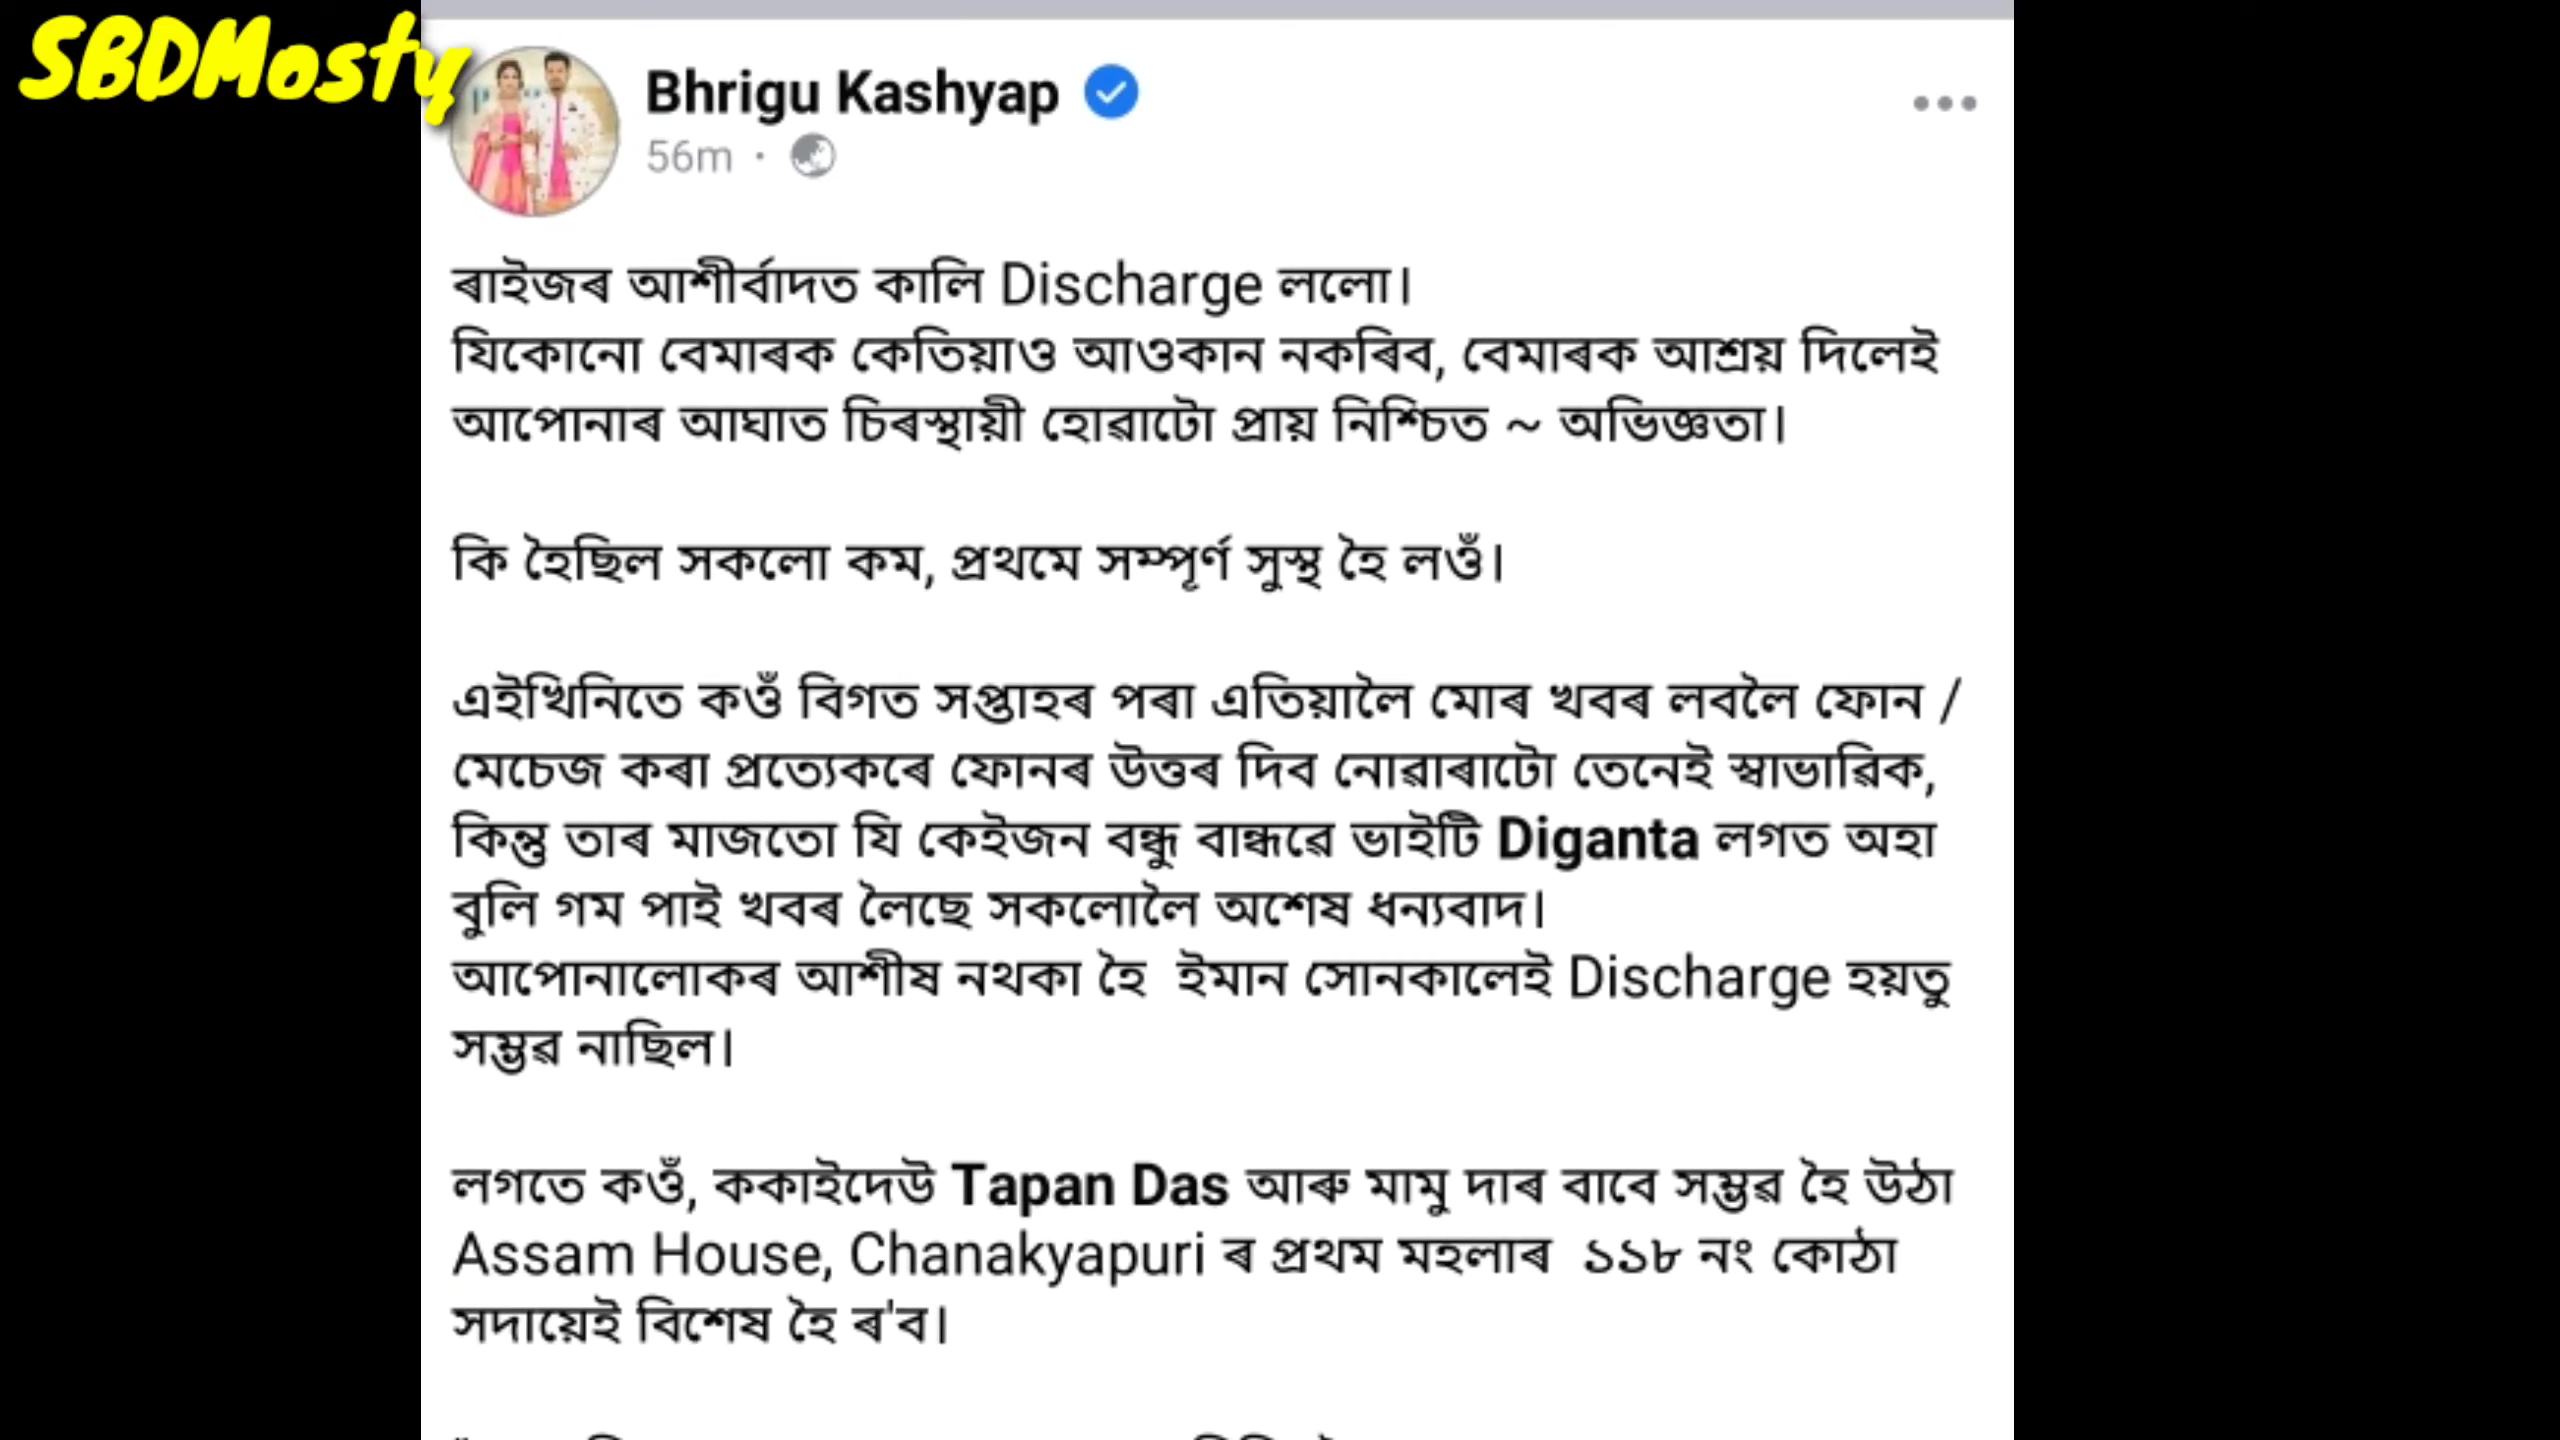 SBDMosty
Bhrigu Kashyap
56m ·
ৰাইজৰ আশীৰ্বাদত কালি Discharge ললো।
যিকোনো বেমাৰক কেতিয়াও আওকান নকৰিব, বেমাৰক আশ্ৰয় দিলেই
আপোনাৰ আঘাত চিৰস্থায়ী হোৱাটো প্ৰায় নিশ্চিত ~ অভিজ্ঞতা।
কি হৈছিল সকলো কম, প্ৰথমে সম্পূৰ্ণ সুস্থ হৈ লওঁ।
এইখিনিতে কওঁ বিগত সপ্তাহৰ পৰা এতিয়ালৈ মোৰ খবৰ লবলৈ ফোন /
মেচেজ কৰা প্ৰত্যেকৰে ফোনৰ উত্তৰ দিব নোৱাৰাটো তেনেই স্বাভাৱিক,
কিন্তু তাৰ মাজতো যি কেইজন বন্ধু বান্ধৱে ভাইটি Diganta লগত অহা
বুলি গম পাই খবৰ লৈছে সকলোলৈ অশেষ ধন্যবাদ।
আপোনালোকৰ আশীষ নথকা হৈ ইমান সোনকালেই Discharge হয়তু
সম্ভৱ নাছিল।
লগতে কওঁ, ককাইদেউ Tapan Das আৰু মামু দাৰ বাবে সম্ভৱ হৈ উঠা
Assam House, Chanakyapuri ৰ প্ৰথম মহলাৰ ১১৮ নং কোঠা
সদায়েই বিশেষ হৈ ৰ'ব।